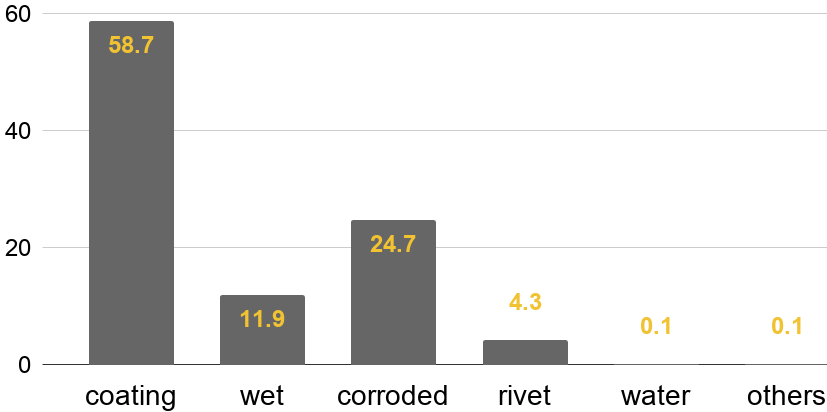 60
58.7
40
24.7
20
4.3
11.9
0.1
0.1
0
coating
wet
corroded
rivet
water
others